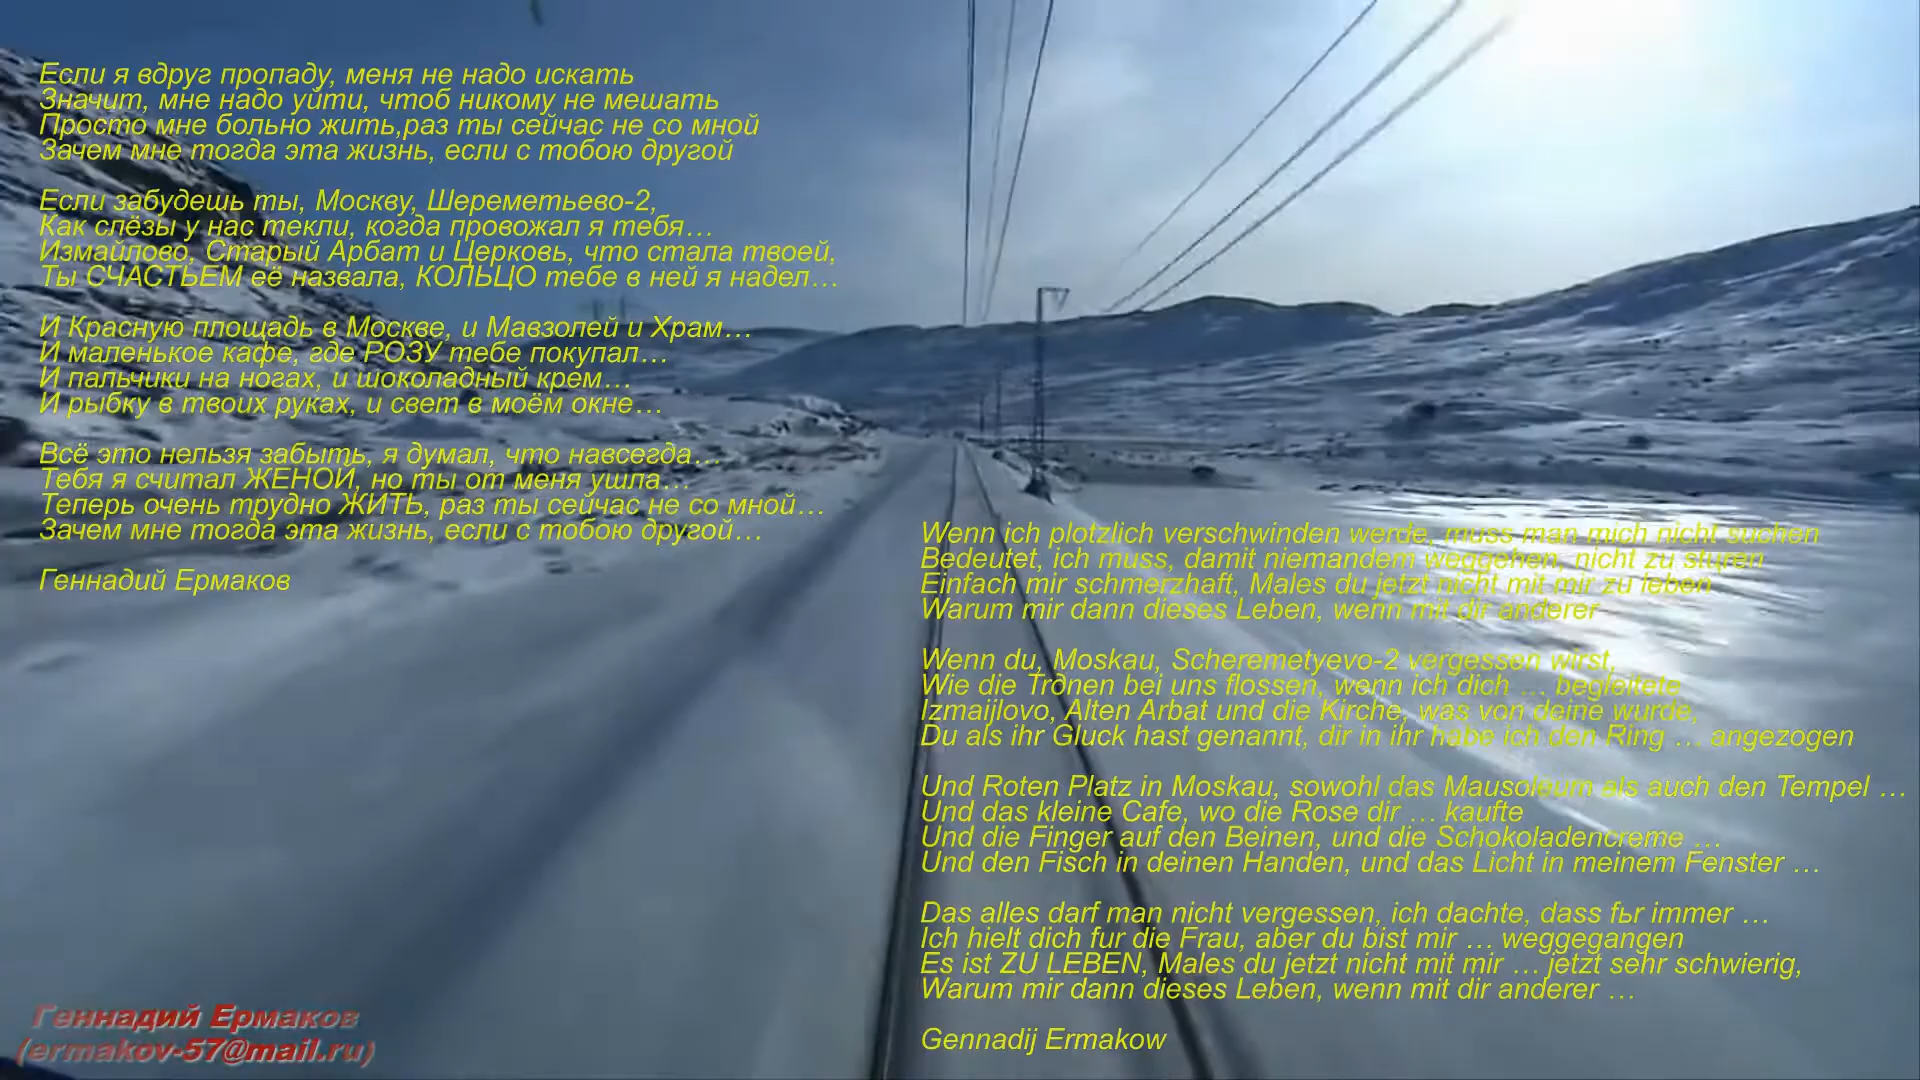 Если я вдруг пропаду, меня не надо искать
Значит, мне надо уйти, чтоб никому не мешать
Просто мне больно жить,раз ты сейчас не со мной
Зачем мне тогда эта жизнь, если с тобою другой
Если забудешь ты, Москву, Шереметьево-2,
Как слёзы у нас текли, когда провожал я тебя…
Измайлово, Старый Арбат и Церковь, что стала твоей,
Ты СЧАСТЬЕМ её назвала, КОЛЬЦО тебе в ней я надел…
И Красную площадь в Москве, и Мавзолей и Храм…
И маленькое кафе, где РОЗУ тебе покупал…
И пальчики на ногах, и шоколадный крем…
И рыбку в твоих руках, и свет в моём окне…
Всё это нельзя забыть, я думал, что навсегда…
Тебя я считал ЖЕНОЙ, но ты от меня ушла…
Теперь очень трудно ЖИТЬ, раз ты сейчас не со мной…
Зачем мне тогда эта жизнь, если с тобою другой…
Геннадий Ермаков
Wenn ich plotzlich verschwinden werde, muss man mich nicht suchen
Bedeutet, ich muss, damit niemandem weggehen, nicht zu sturen
Einfach mir schmerzhaft, Males du jetzt nicht mit mir zu leben
Warum mir dann dieses Leben, wenn mit dir anderer
Wenn du, Moskau, Scheremetyevo-2 vergessen wirst,
Wie die Trдnen bei uns flossen, wenn ich dich … begleitete
Izmaijlovo, Alten Arbat und die Kirche, was von deine wurde,
Du als ihr Gluck hast genannt, dir in ihr habe ich den Ring … angezogen
Und Roten Platz in Moskau, sowohl das Mausoleum als auch den Tempel …
Und das kleine Cafe, wo die Rose dir … kaufte
Und die Finger auf den Beinen, und die Schokoladencreme …
Und den Fisch in deinen Handen, und das Licht in meinem Fenster …
Das alles darf man nicht vergessen, ich dachte, dass fьr immer …
Ich hielt dich fur die Frau, aber du bist mir … weggegangen
Es ist ZU LEBEN, Males du jetzt nicht mit mir … jetzt sehr schwierig,
Warum mir dann dieses Leben, wenn mit dir anderer …
Gennadij Ermakow
Геннадий Ермаков
(ermakov-57@mail.ru)